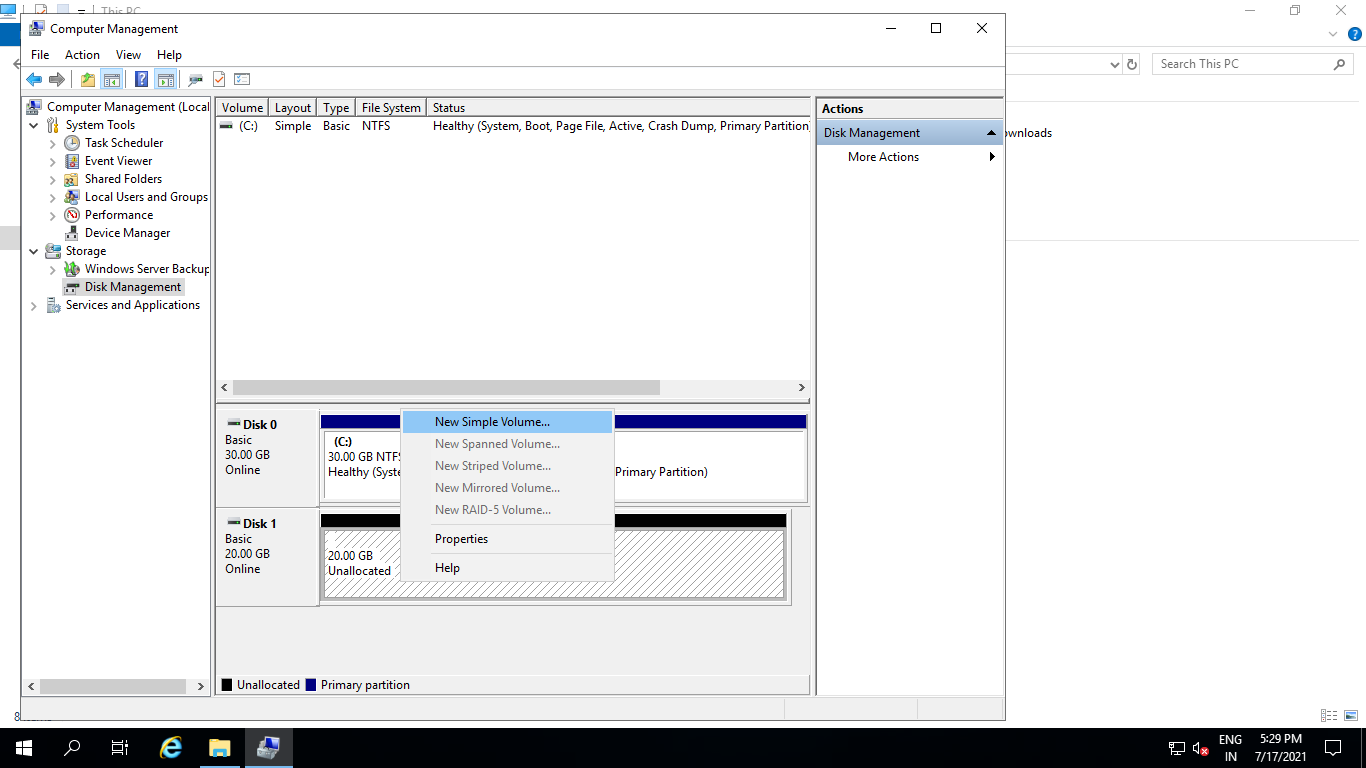 This PC
Computer Management
File Action View Help
Search This PC
Computer Management (Local
System Tools
Task Scheduler
Event Viewer
Shared Folders
Local Users and Groups
Performance
Device Manager
Storage
Windows Server Backup
Disk Management
Services and Applications
Volume Layout Type File System Status
(C:) Simple Basic NTFS Healthy (System, Boot, Page File, Active, Crash Dump, Primary Partition)
Actions
Disk Management
More Actions
ownloads
Disk 0
Basic
30.00 GB
Online
(C:)
30.00 GB NTFS
Healthy (Syste
Primary Partition)
New Simple Volume...
New Spanned Volume...
New Striped Volume...
New Mirrored Volume...
New RAID-5 Volume...
Properties
Help
Disk 1
Basic
20.00 GB
Online
20.00 GB
Unallocated
Unallocated Primary partition
8
ENG
IN
5:29 PM
7/17/2021